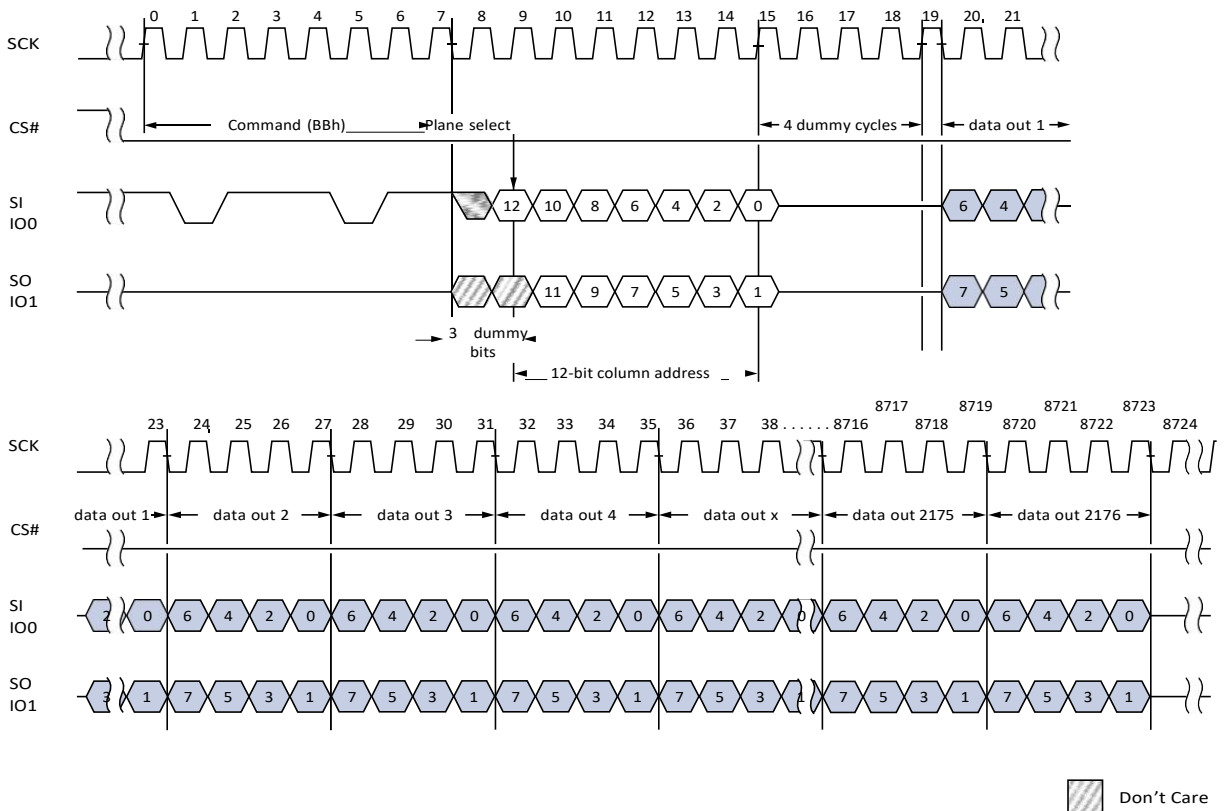 0 1 2 3 4 5 6 7 8 9 10 11 12 13 14 15 16 17 18 19 20 21
SCK
CS#
Command (BBh)
Plane select
4 dummy cycles
data out 1
SI
IO0
12 10 8 6 4 2 0 6 4
SO
IO1
11 9 7 5 3 1 7 5
3 dummy
bits
12-bit column address
8717 8719 8721 8723
23 24 25 26 27 28 29 30 31 32 33 34 35 36 37 38 . . . . . . 8716 8718 8720 8722 8724
SCK
data out 1 data out 2 data out 3 data out 4 data out x data out 2175 data out 2176
CS#
SI
IO0
2 0 6 4 2 0 6 4 2 0 6 4 2 0 6 4 2 0 6 4 2 0 6 4 2 0
SO
IO1
3 1 7 5 3 1 7 5 3 1 7 5 3 1 7 5 3 1 7 5 3 1 7 5 3 1
Don't Care